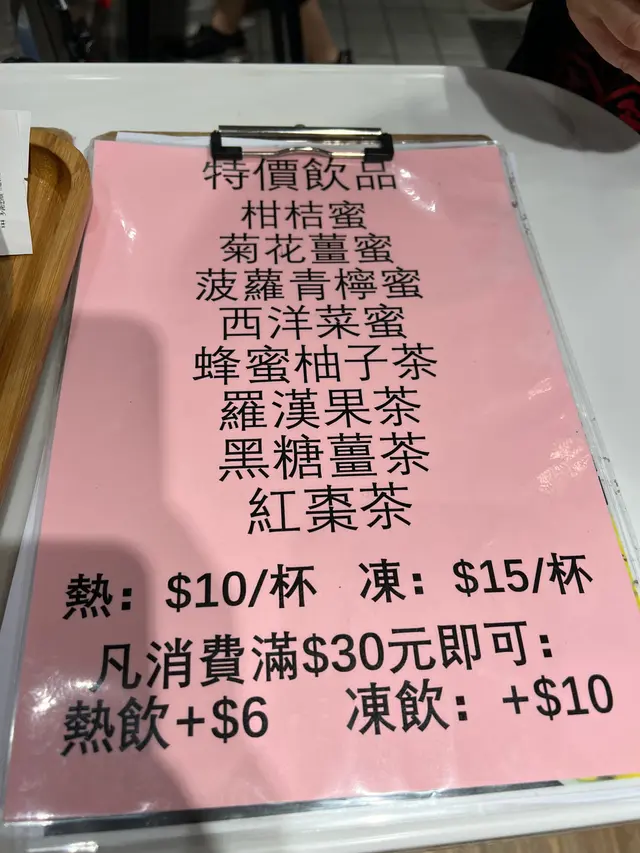 特價飲品
柑桔蜜
菊花薑蜜
菠蘿青檸蜜
西洋菜蜜
蜂蜜柚子茶
羅漢果茶
黑糖薑茶
紅棗茶
熱: $10/杯 凍: $15/杯
凡消費滿$30元即可:
熱飲+$6 凍飲: +$10